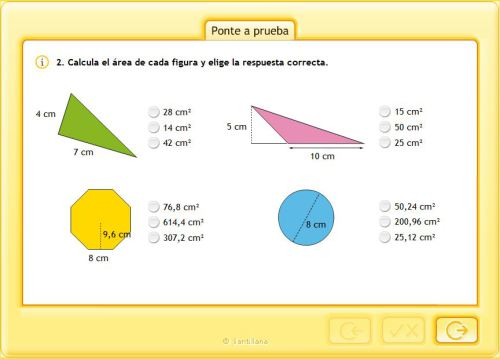 Ponte a prueba
i 2. Calcula el área de cada figura y elige la respuesta correcta.
4 cm
7 cm
28 cm²
14 cm²
42 cm²
5 cm
10 cm
15 cm²
50 cm²
25 cm²
9,6 cm
8 cm
76,8 cm²
614,4 cm²
307,2 cm²
8 cm
50,24 cm²
200,96 cm²
25,12 cm²
© Santillana